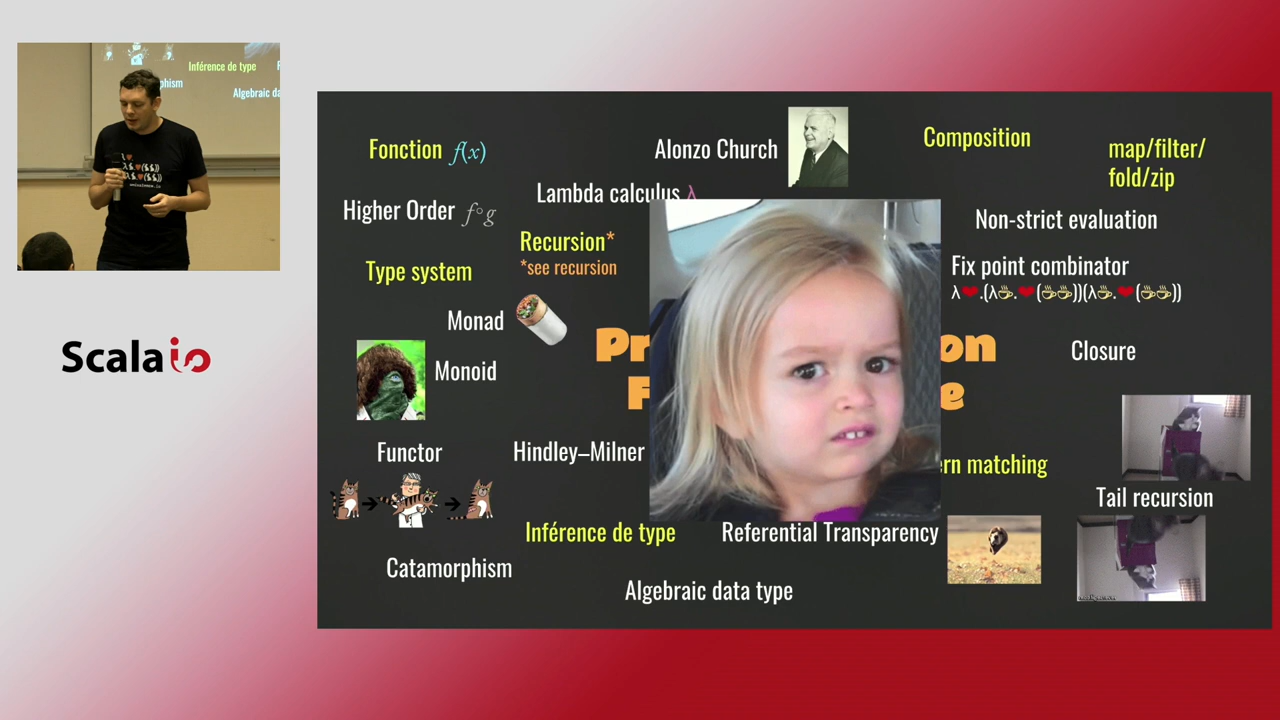 Inférence de type
Algebraic da
Scala io
Fonction f(x)
Alonzo Church
Composition
map/filter/
fold/zip
Higher Order f∘g
Lambda calculus λ
Non-strict evaluation
Recursion*
*see recursion
Type system
Fix point combinator
λ❤.(λ☕.❤(☕☕))(λ☕.❤(☕☕))
Monad
Closure
Monoid
Functor
Hindley–Milner
ern matching
Tail recursion
Inférence de type
Referential Transparency
Catamorphism
Algebraic data type